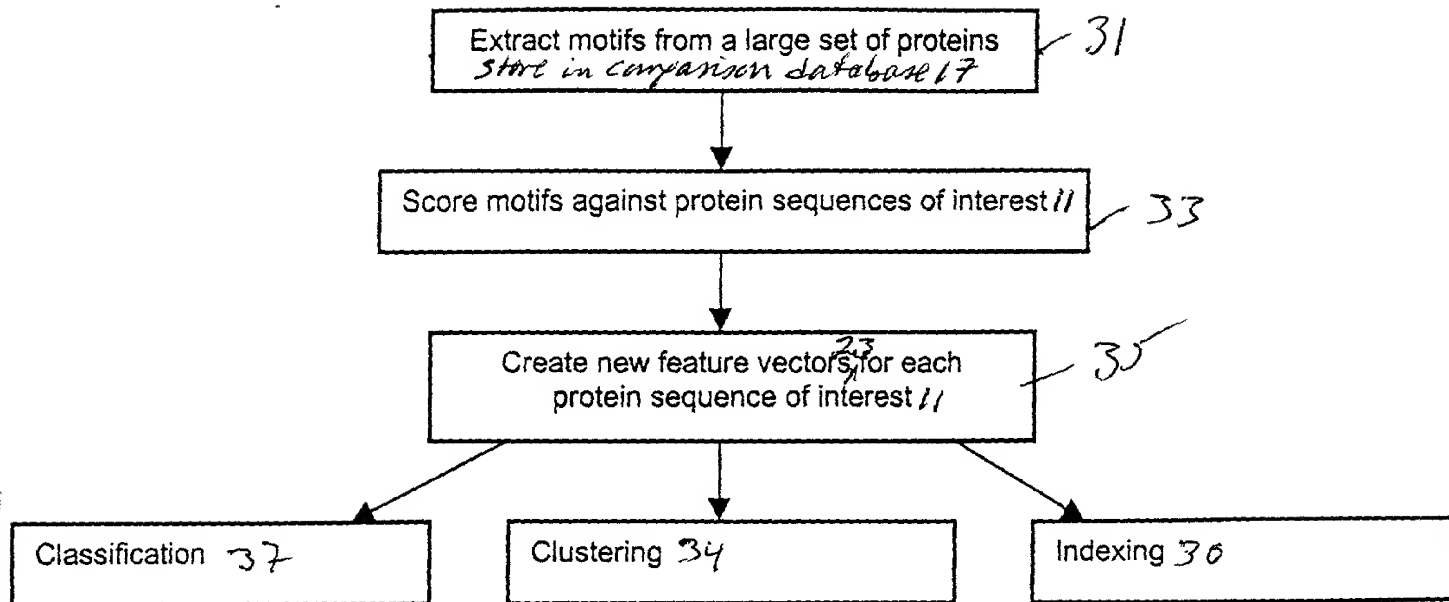 Extract motifs from a large set of proteins
store in comparison database 17
31
Score motifs against protein sequences of interest 11
33
23
Create new feature vectors for each
protein sequence of interest 11
35
Classification 37
Clustering 34
Indexing 30